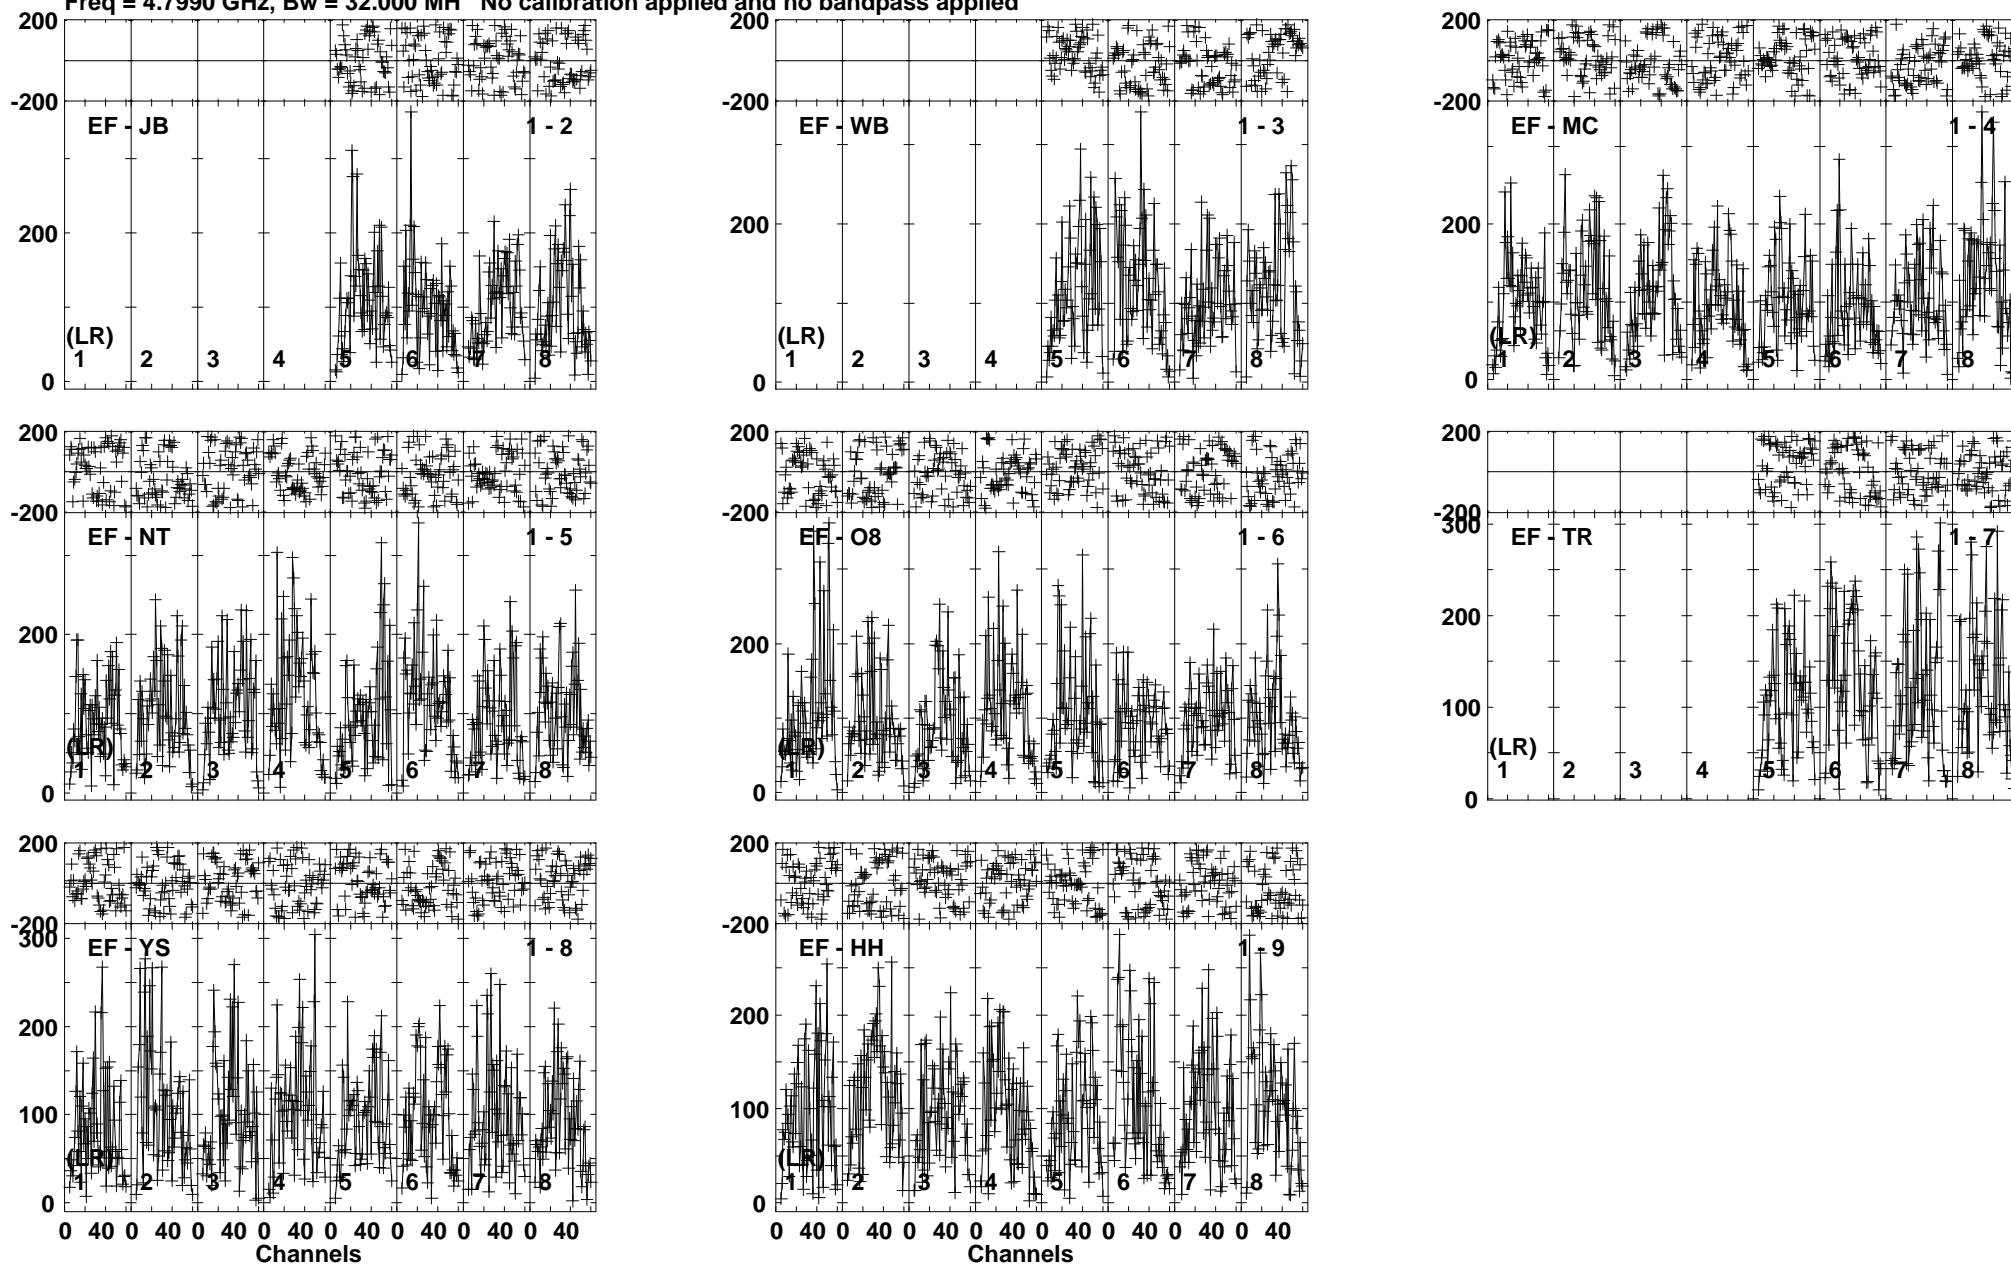 Freq = 4.7990 GHz, Bw = 32.000 MH   No calibration applied and no bandpass applied
200
-200
EF - JB
1 - 2
200
(LR)
1 2 3 4 5 6 7 8
0
200
-200
EF - WB
1 - 3
200
(LR)
1 2 3 4 5 6 7 8
0
200
-200
EF - MC
1 - 4
200
(LR)
1 2 3 4 5 6 7 8
0
200
-200
EF - NT
1 - 5
200
(LR)
1 2 3 4 5 6 7 8
0
200
-200
EF - O8
1 - 6
200
(LR)
1 2 3 4 5 6 7 8
0
200
-200
300
EF - TR
1 - 7
200
100
(LR)
1 2 3 4 5 6 7 8
0
200
-200
300
EF - YS
1 - 8
200
100
(LR)
1 2 3 4 5 6 7 8
0
0 40 0 40 0 40 0 40 0 40 0 40 0 40 0 40
Channels
200
-200
EF - HH
1 - 9
200
100
(LR)
1 2 3 4 5 6 7 8
0
0 40 0 40 0 40 0 40 0 40 0 40 0 40 0 40
Channels